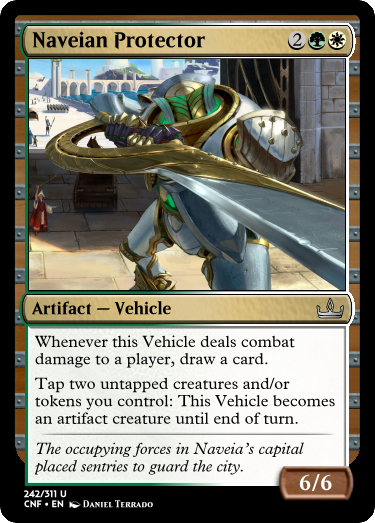 Naveian Protector 2
Artifact — Vehicle
Whenever this Vehicle deals combat
damage to a player, draw a card.
Tap two untapped creatures and/or
tokens you control: This Vehicle becomes
an artifact creature until end of turn.
The occupying forces in Naveia's capital
placed sentries to guard the city.
6/6
242/311 U
CNF • EN Daniel Terrado